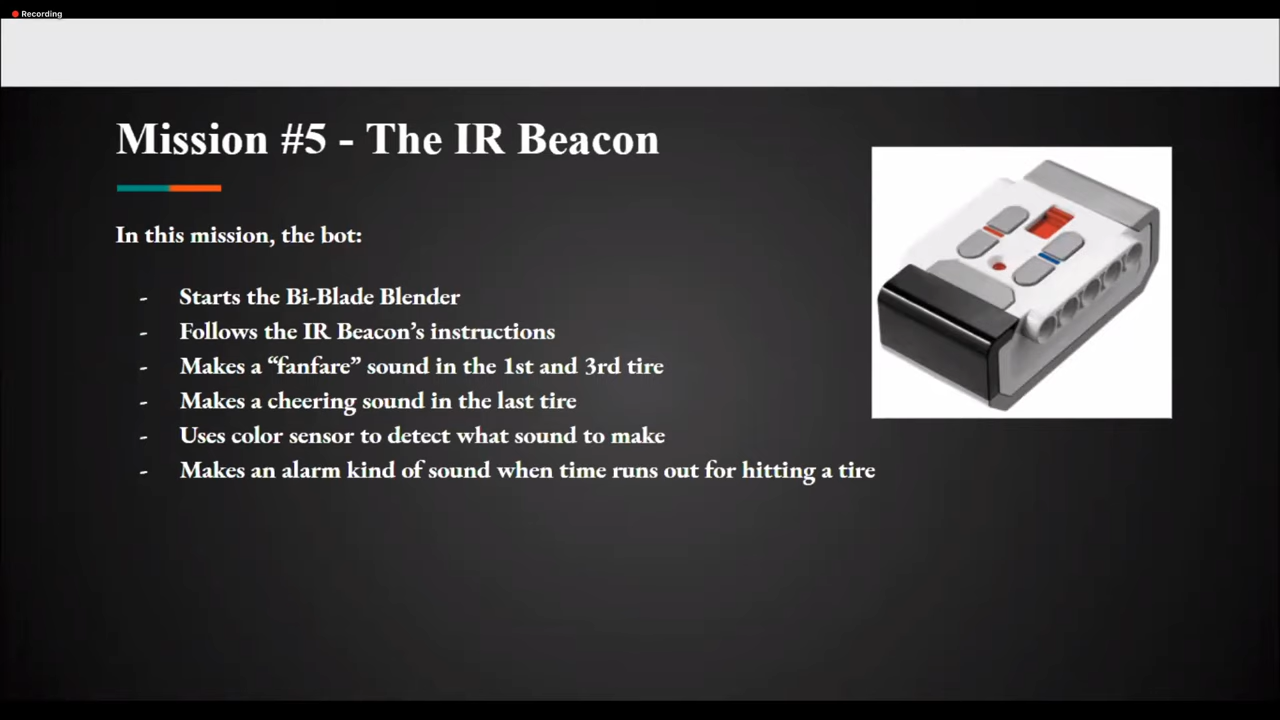 Recording
Mission #5 - The IR Beacon
In this mission, the bot:
- Starts the Bi-Blade Blender
- Follows the IR Beacon’s instructions
- Makes a “fanfare” sound in the 1st and 3rd tire
- Makes a cheering sound in the last tire
- Uses color sensor to detect what sound to make
- Makes an alarm kind of sound when time runs out for hitting a tire